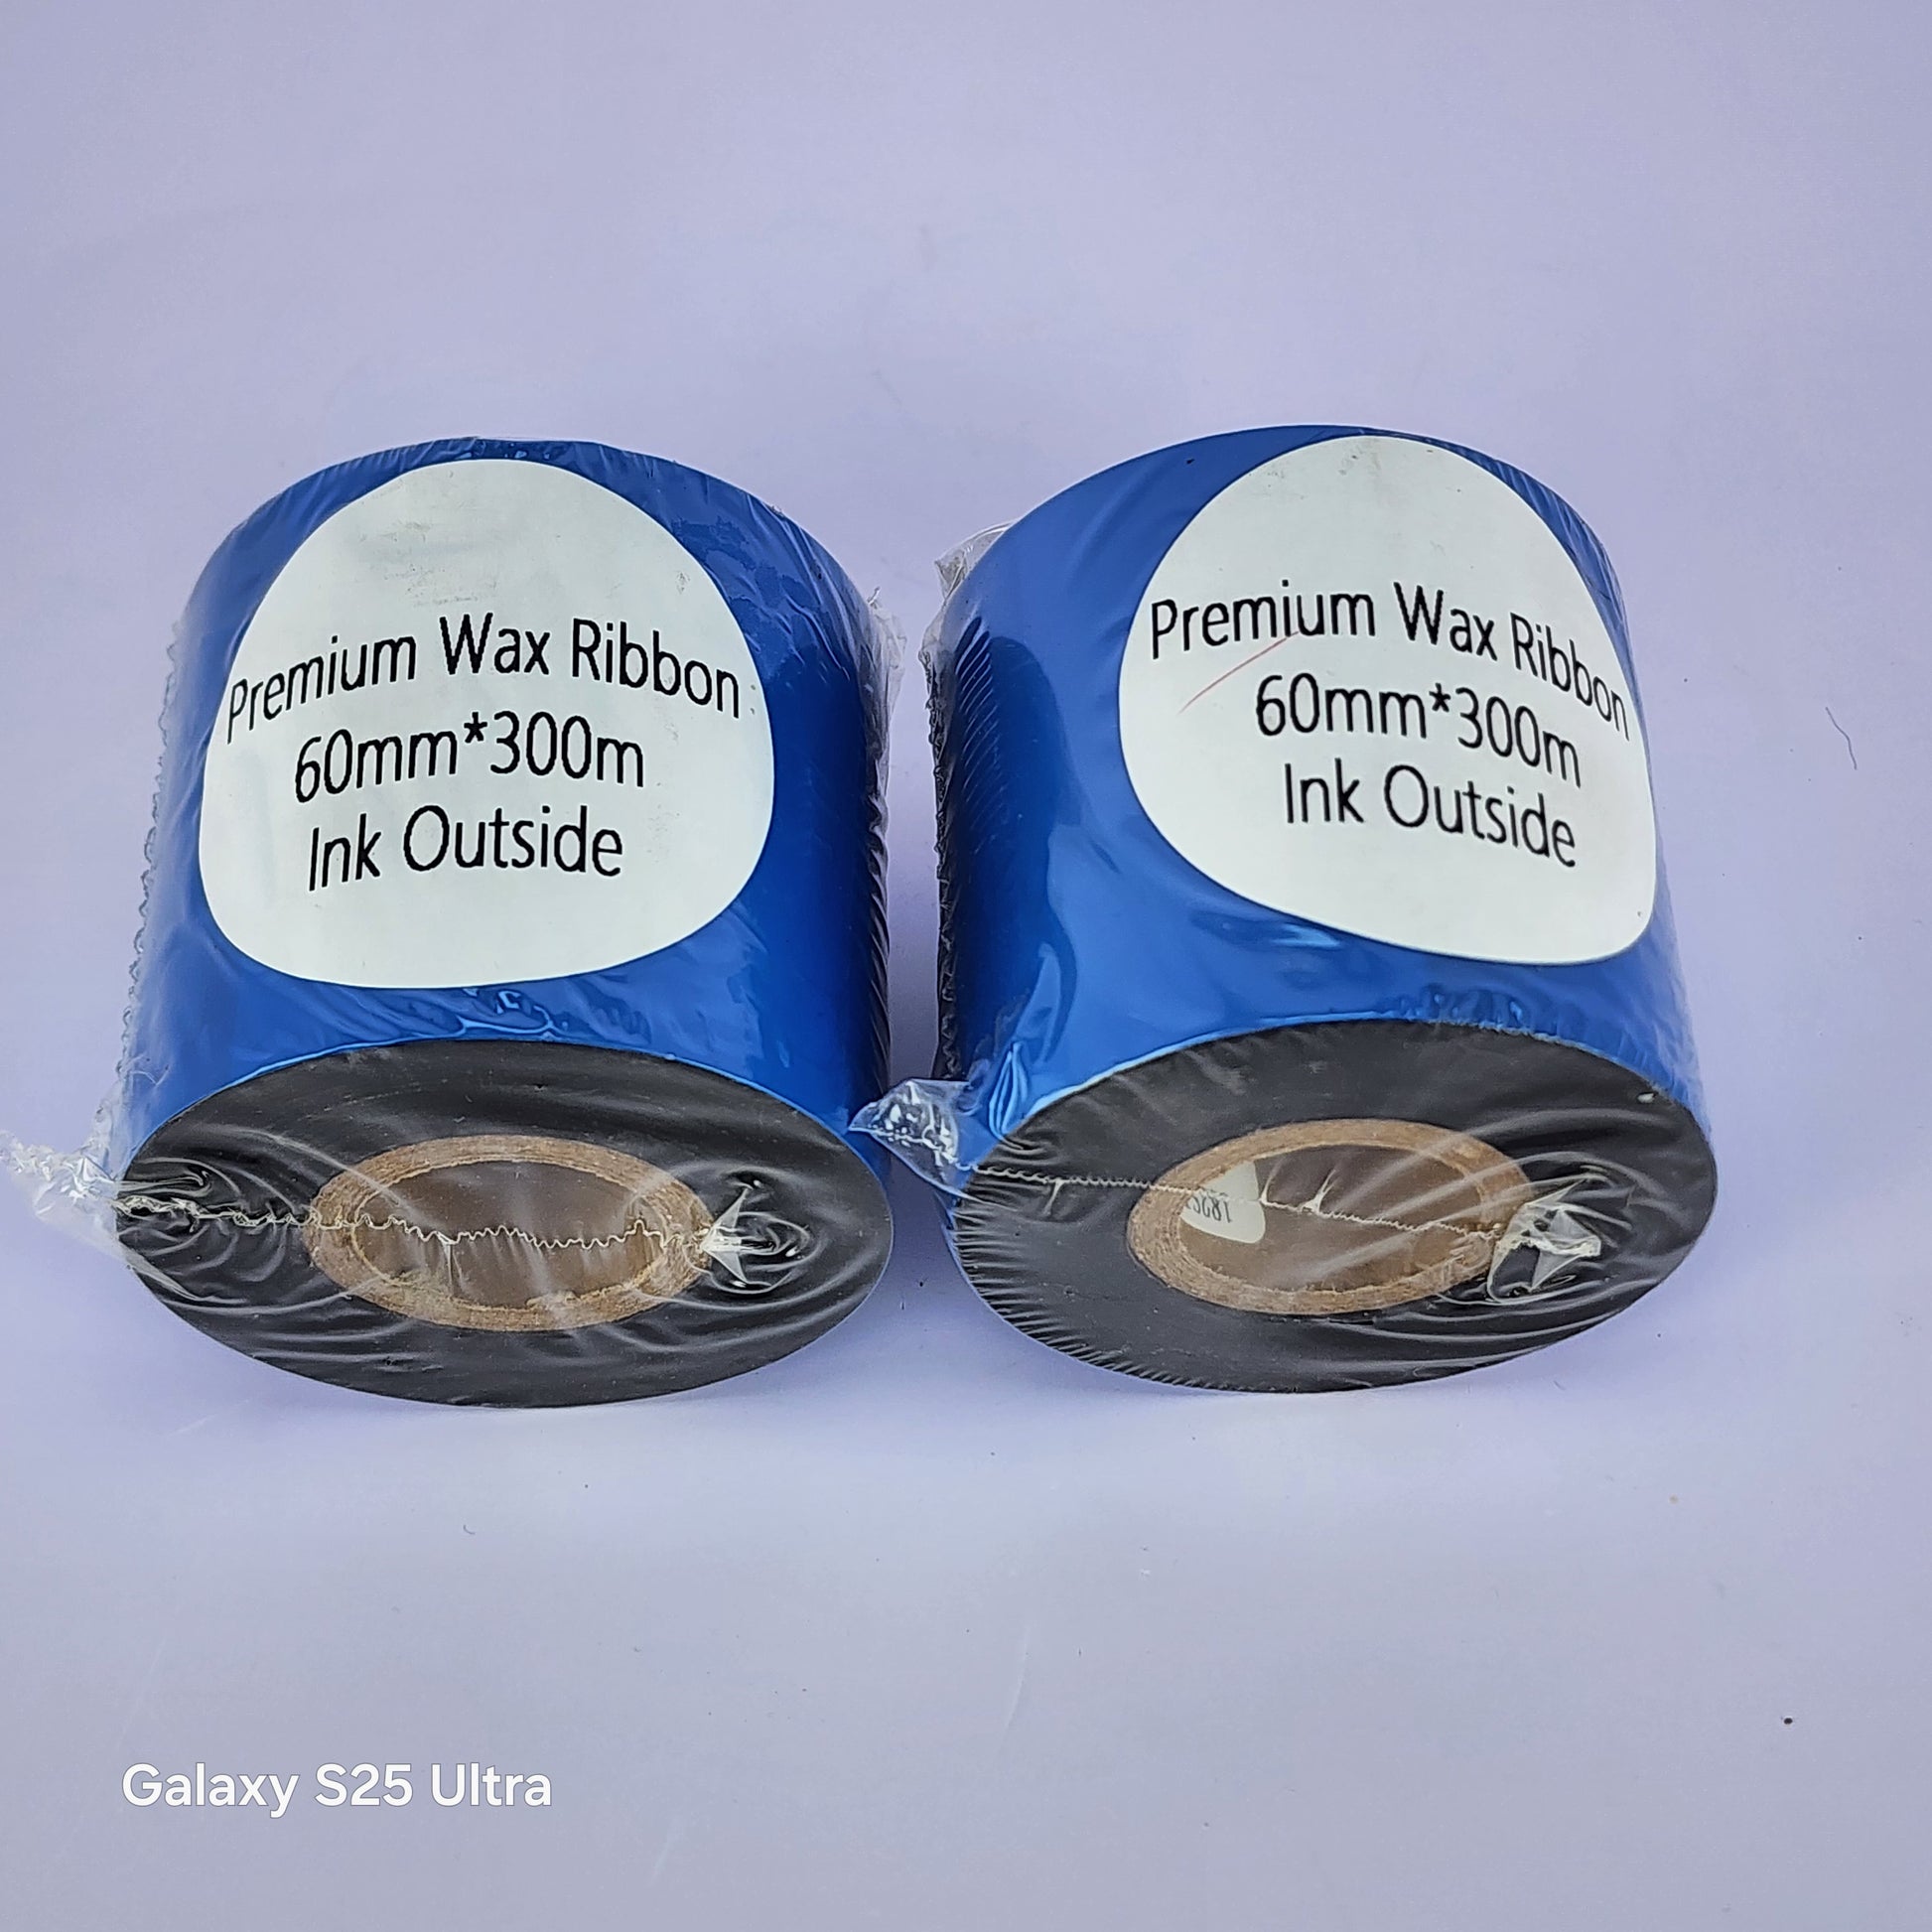 Premium Wax Ribbon
60mm*300m
Ink Outside
Premium Wax Ribbon
60mm*300m
Ink Outside
Galaxy S25 Ultra